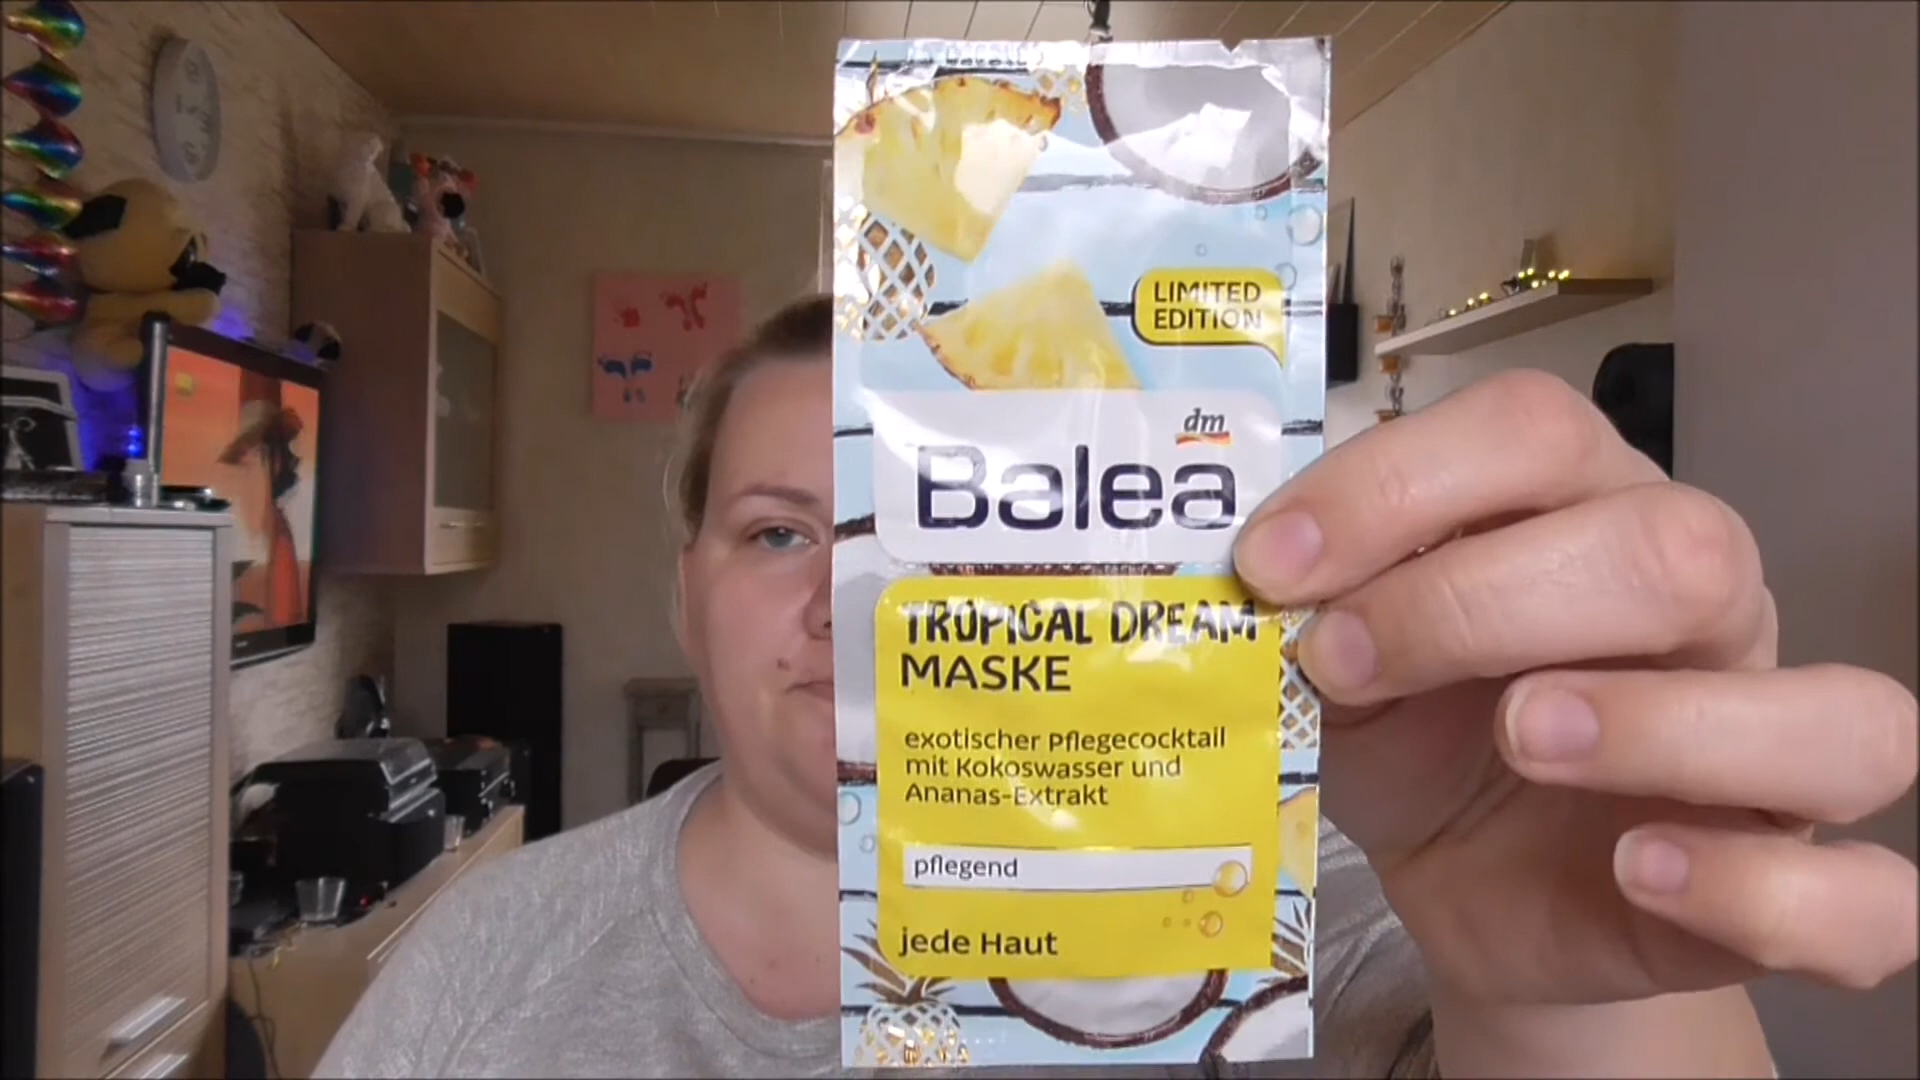 LIMITED
EDITION
dm
Balea
TROPICAL DREAM
MASKE
exotischer Pflegecocktail
mit Kokoswasser und
Ananas-Extrakt
pflegend
jede Haut